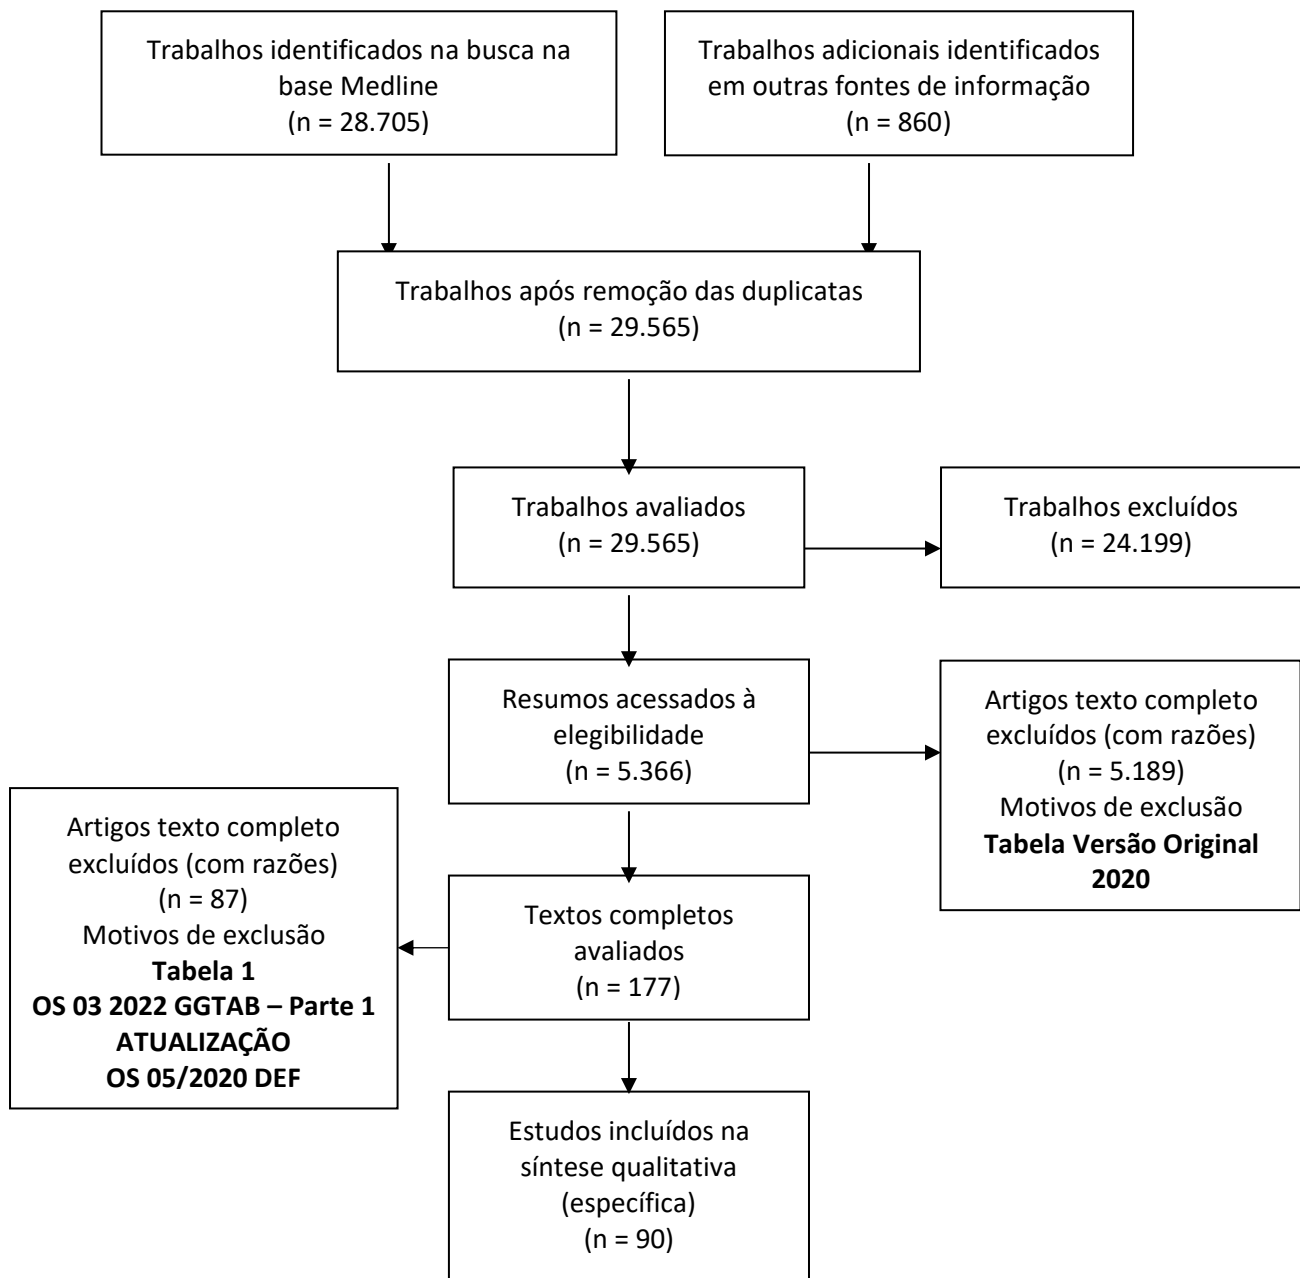 Trabalhos identificados na busca na
base Medline
(n = 28.705)
Trabalhos adicionais identificados
em outras fontes de informação
(n = 860)
Trabalhos após remoção das duplicatas
(n = 29.565)
Trabalhos avaliados
(n = 29.565)
Trabalhos excluídos
(n = 24.199)
Resumos acessados à
elegibilidade
(n = 5.366)
Artigos texto completo
excluídos (com razões)
(n = 5.189)
Motivos de exclusão
Tabela Versão Original
2020
Artigos texto completo
excluídos (com razões)
(n = 87)
Motivos de exclusão
Tabela 1
OS 03 2022 GGTAB – Parte 1
ATUALIZAÇÃO
OS 05/2020 DEF
Textos completos
avaliados
(n = 177)
Estudos incluídos na
síntese qualitativa
(específica)
(n = 90)